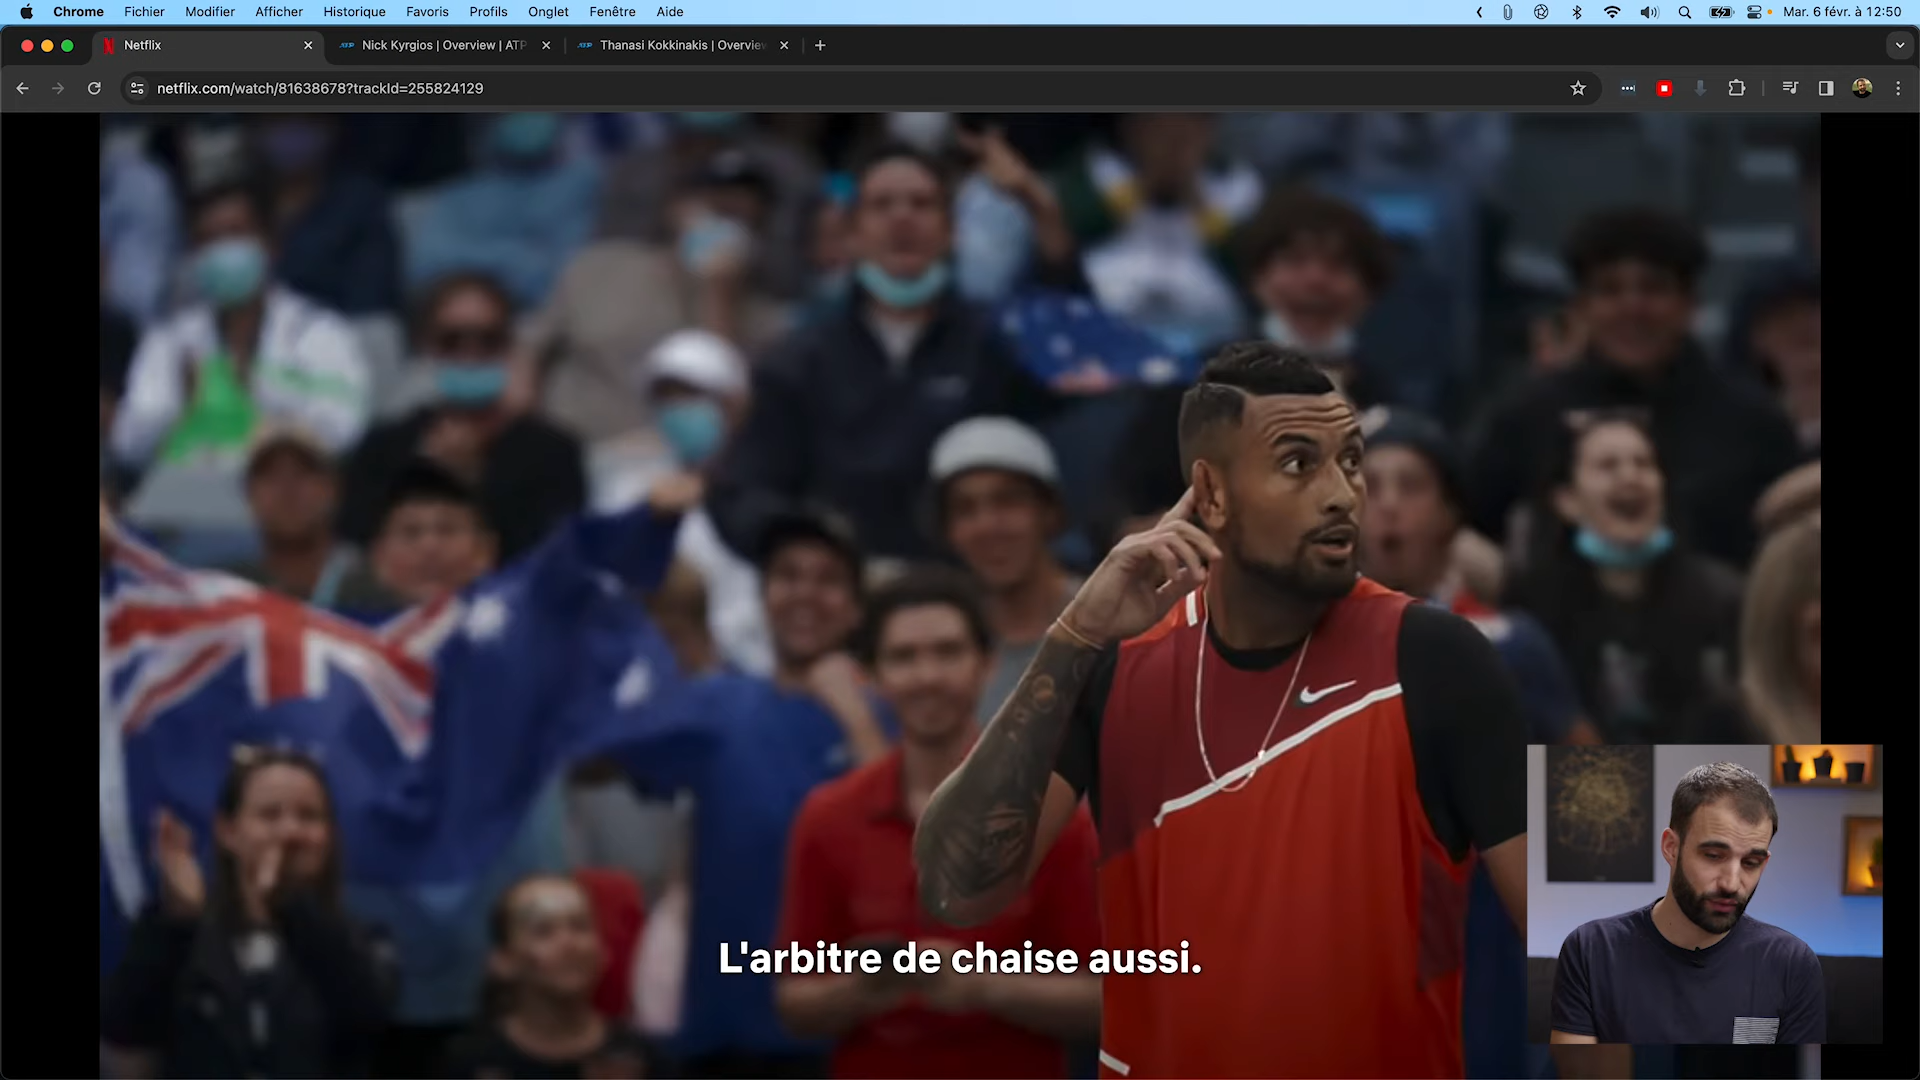 Chrome Fichier Modifier Afficher Historique Favoris Profils Onglet Fenêtre Aide Mar. 6 févr. à 12:50
Netflix Nick Kyrgios | Overview | ATP Thanasi Kokkinakis | Overview
netflix.com/watch/81638678?trackId=255824129
L'arbitre de chaise aussi.